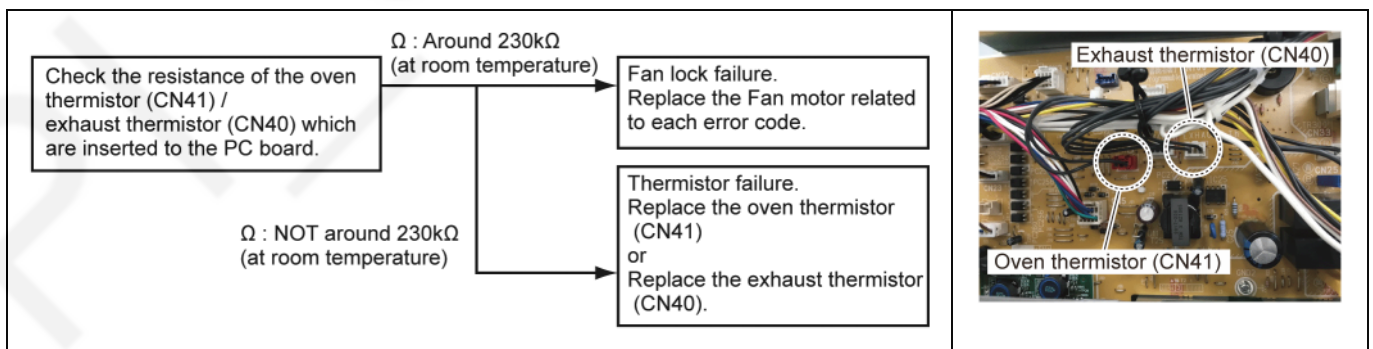 Check the resistance of the oven
thermistor (CN41) /
exhaust thermistor (CN40) which
are inserted to the PC board.
Ω : Around 230kΩ
(at room temperature)
Fan lock failure.
Replace the Fan motor related
to each error code.
Ω : NOT around 230kΩ
(at room temperature)
Thermistor failure.
Replace the oven thermistor
(CN41)
or
Replace the exhaust thermistor
(CN40).
Exhaust thermistor (CN40)
Oven thermistor (CN41)